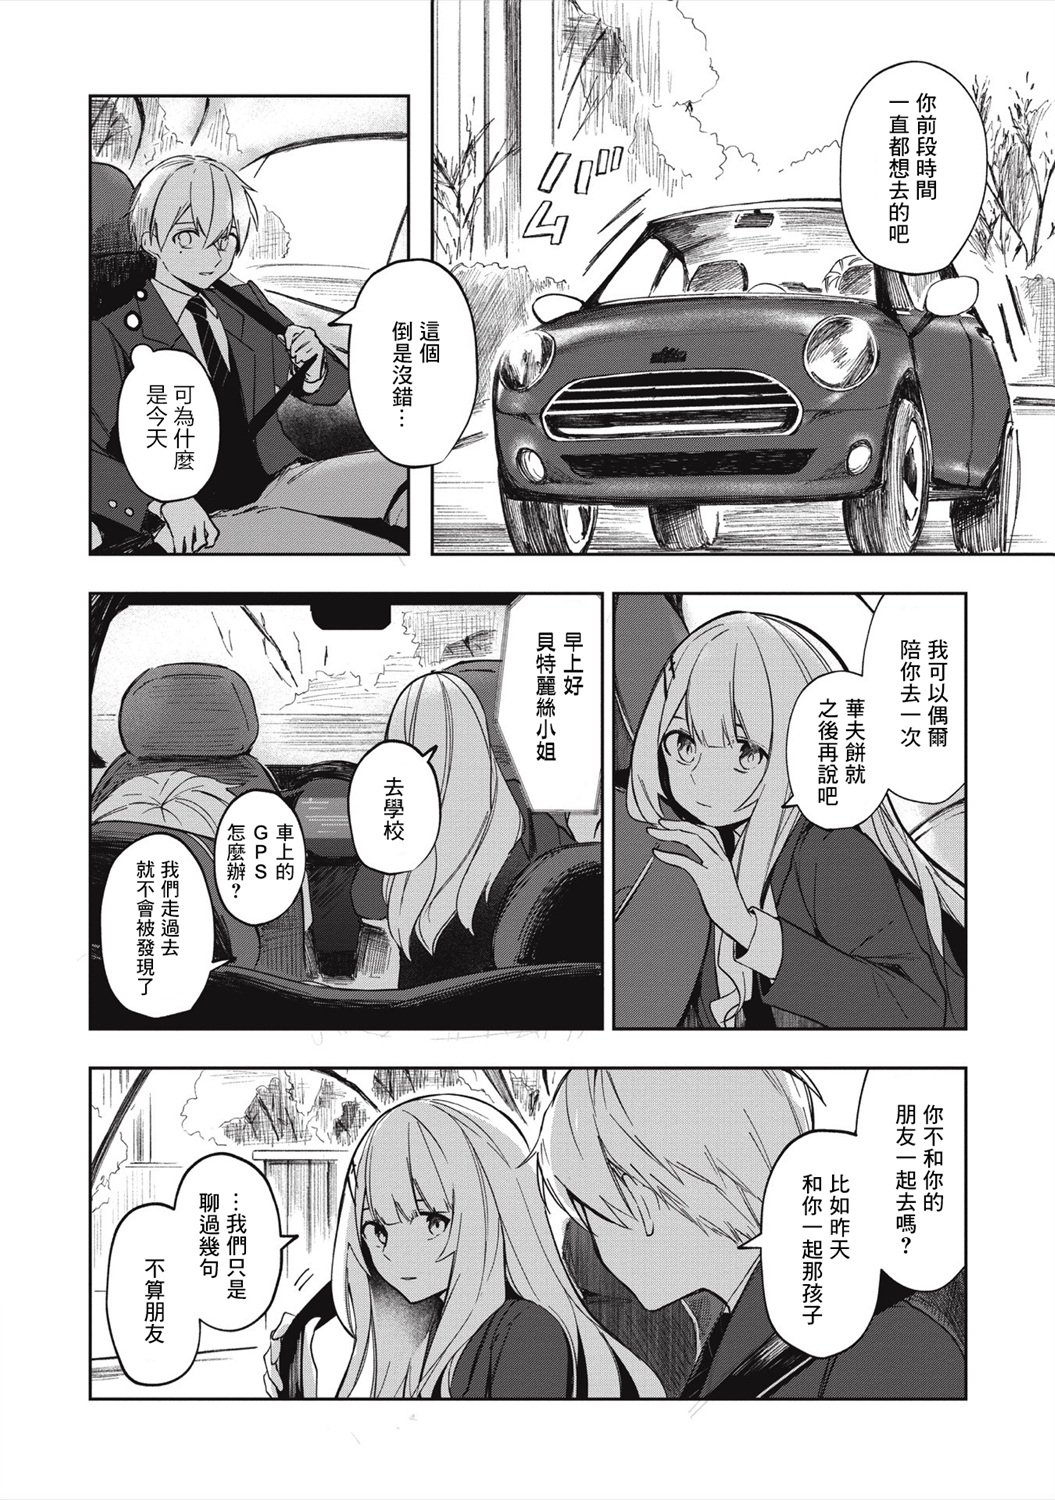 你前段時間
一直都想去的吧
ブロロ
這個
倒是沒錯…
可為什麼
是今天
我可以偶爾
陪你去一次
華夫餅就
之後再說吧
早上好
貝特麗絲小姐
去學校
車上的
GPS
怎麼辦?
我們走過去
就不會被發現了
你不和你的
朋友一起去嗎?
比如昨天
和你一起那孩子
…我們只是
聊過幾句
不算朋友